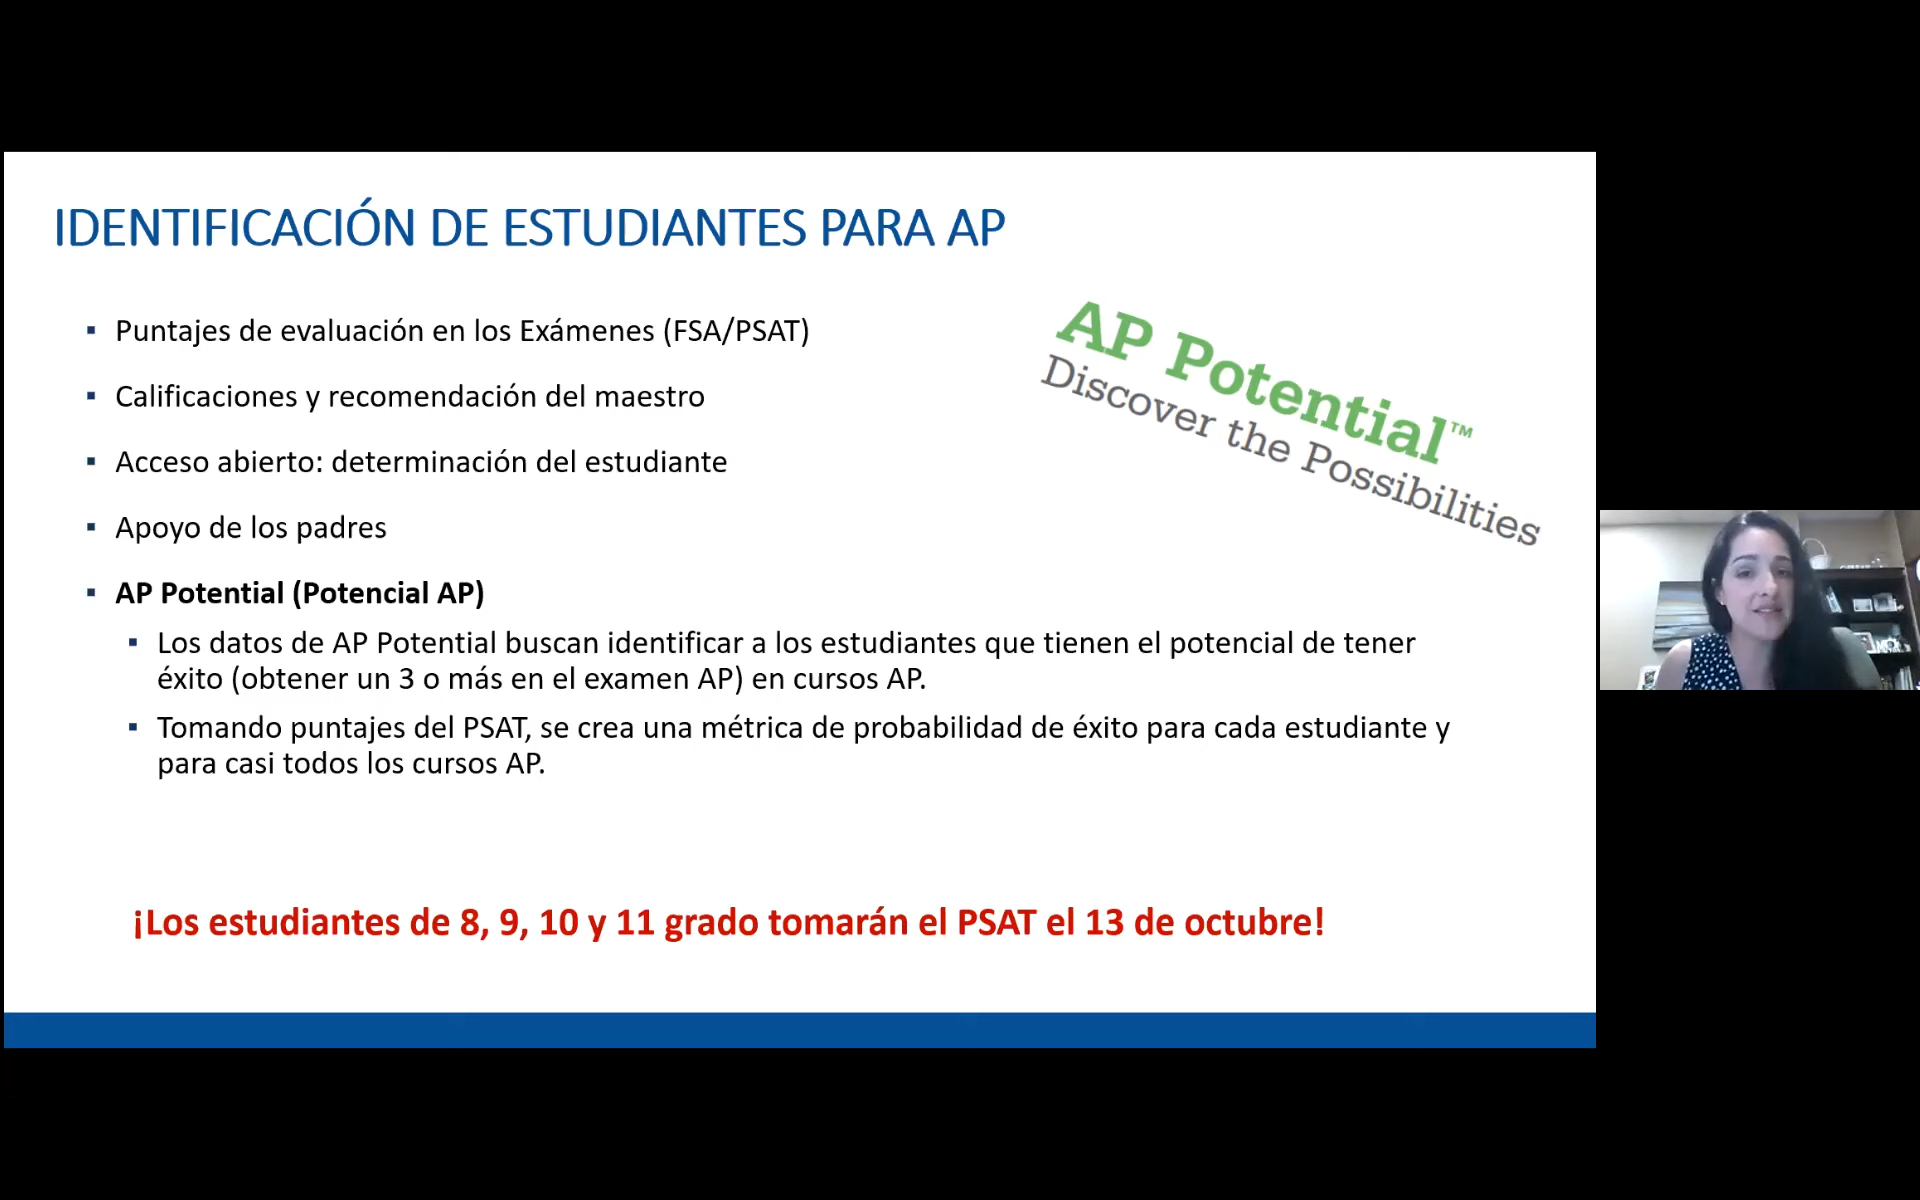 IDENTIFICACIÓN DE ESTUDIANTES PARA AP
Puntajes de evaluación en los Exámenes (FSA/PSAT)
Calificaciones y recomendación del maestro
Acceso abierto: determinación del estudiante
Apoyo de los padres
AP Potential (Potencial AP)
Los datos de AP Potential buscan identificar a los estudiantes que tienen el potencial de tener
éxito (obtener un 3 o más en el examen AP) en cursos AP.
Tomando puntajes del PSAT, se crea una métrica de probabilidad de éxito para cada estudiante y
para casi todos los cursos AP.
AP Potential™
Discover the Possibilities
¡Los estudiantes de 8, 9, 10 y 11 grado tomarán el PSAT el 13 de octubre!